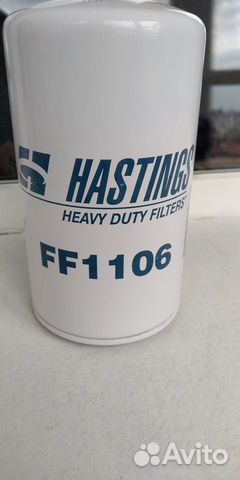 HASTINGS
HEAVY DUTY FILTERS
FF1106
Avito